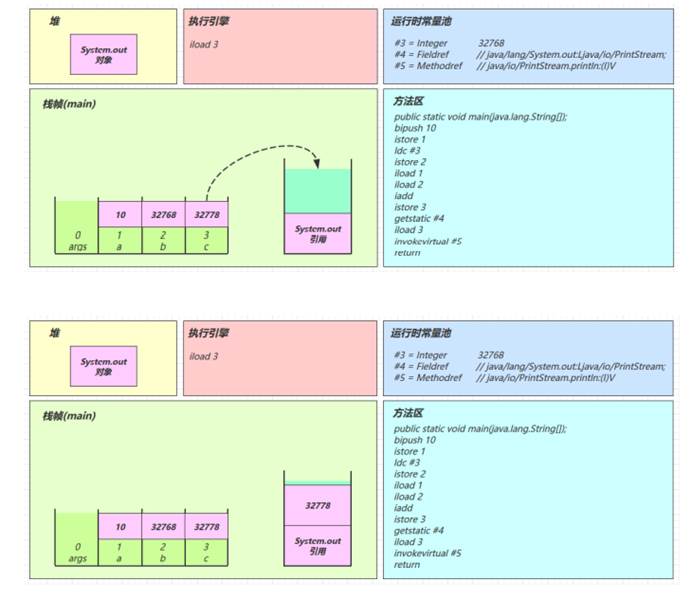 堆
System.out
对象
执行引擎
iload 3
运行时常量池
#3 = Integer 32768
#4 = Fieldref // java/lang/System.out:Ljava/io/PrintStream;
#5 = Methodref // java/io/PrintStream.println:(I)V
栈帧(main)
10 32768 32778
0 1 2 3
args a b c
System.out
引用
方法区
public static void main(java.lang.String[]);
bipush 10
istore 1
ldc #3
istore 2
iload 1
iload 2
iadd
istore 3
getstatic #4
iload 3
invokevirtual #5
return
堆
System.out
对象
执行引擎
iload 3
运行时常量池
#3 = Integer 32768
#4 = Fieldref // java/lang/System.out:Ljava/io/PrintStream;
#5 = Methodref // java/io/PrintStream.println:(I)V
栈帧(main)
10 32768 32778
0 1 2 3
args a b c
32778
System.out
引用
方法区
public static void main(java.lang.String[]);
bipush 10
istore 1
ldc #3
istore 2
iload 1
iload 2
iadd
istore 3
getstatic #4
iload 3
invokevirtual #5
return